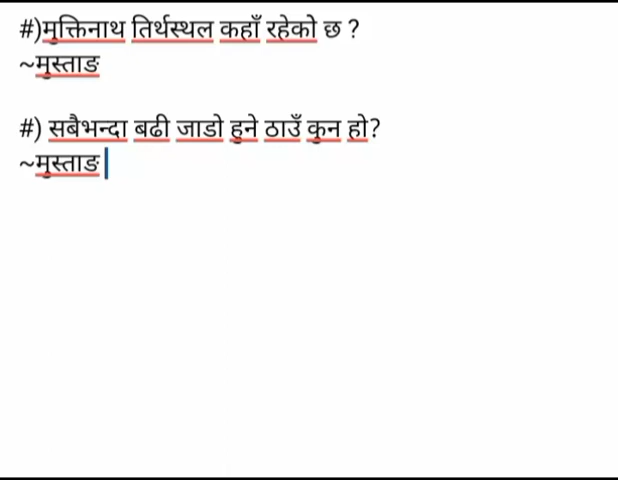 #)मुक्तिनाथ तिर्थस्थल कहाँ रहेको छ ?
~मुस्ताङ
#) सबैभन्दा बढी जाडो हुने ठाउँ कुन हो?
~मुस्ताङ